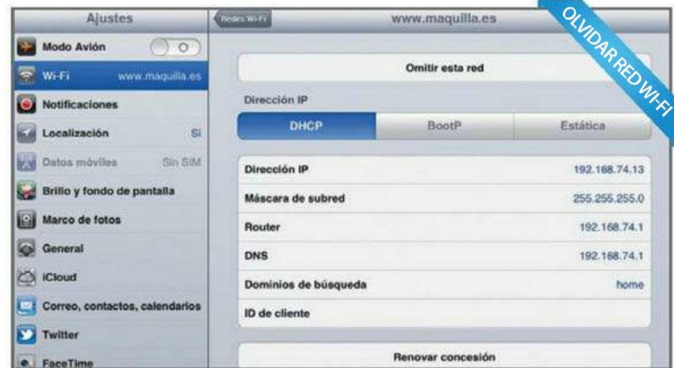 Ajustes
Redes Wi-Fi
www.maquilla.es
OLVIDAR RED WI-FI
Modo Avión
Wi-Fi www.maquilla.es
Notificaciones
Localización Sí
Datos móviles Sin SIM
Brillo y fondo de pantalla
Marco de fotos
General
iCloud
Correo, contactos, calendarios
Twitter
FaceTime
Omitir esta red
Dirección IP
DHCP BootP Estática
Dirección IP 192.168.74.13
Máscara de subred 255.255.255.0
Router 192.168.74.1
DNS 192.168.74.1
Dominios de búsqueda home
ID de cliente
Renovar concesión